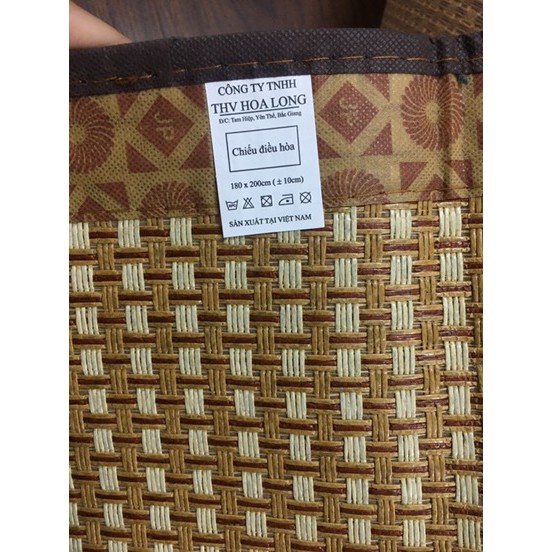 CÔNG TY TNHH
THV HOA LONG
Đ/C: Tam Hiệp, Yên Thế, Bắc Giang
Chiếu điều hòa
180 x 200cm ( ± 10cm)
SẢN XUẤT TẠI VIỆT NAM